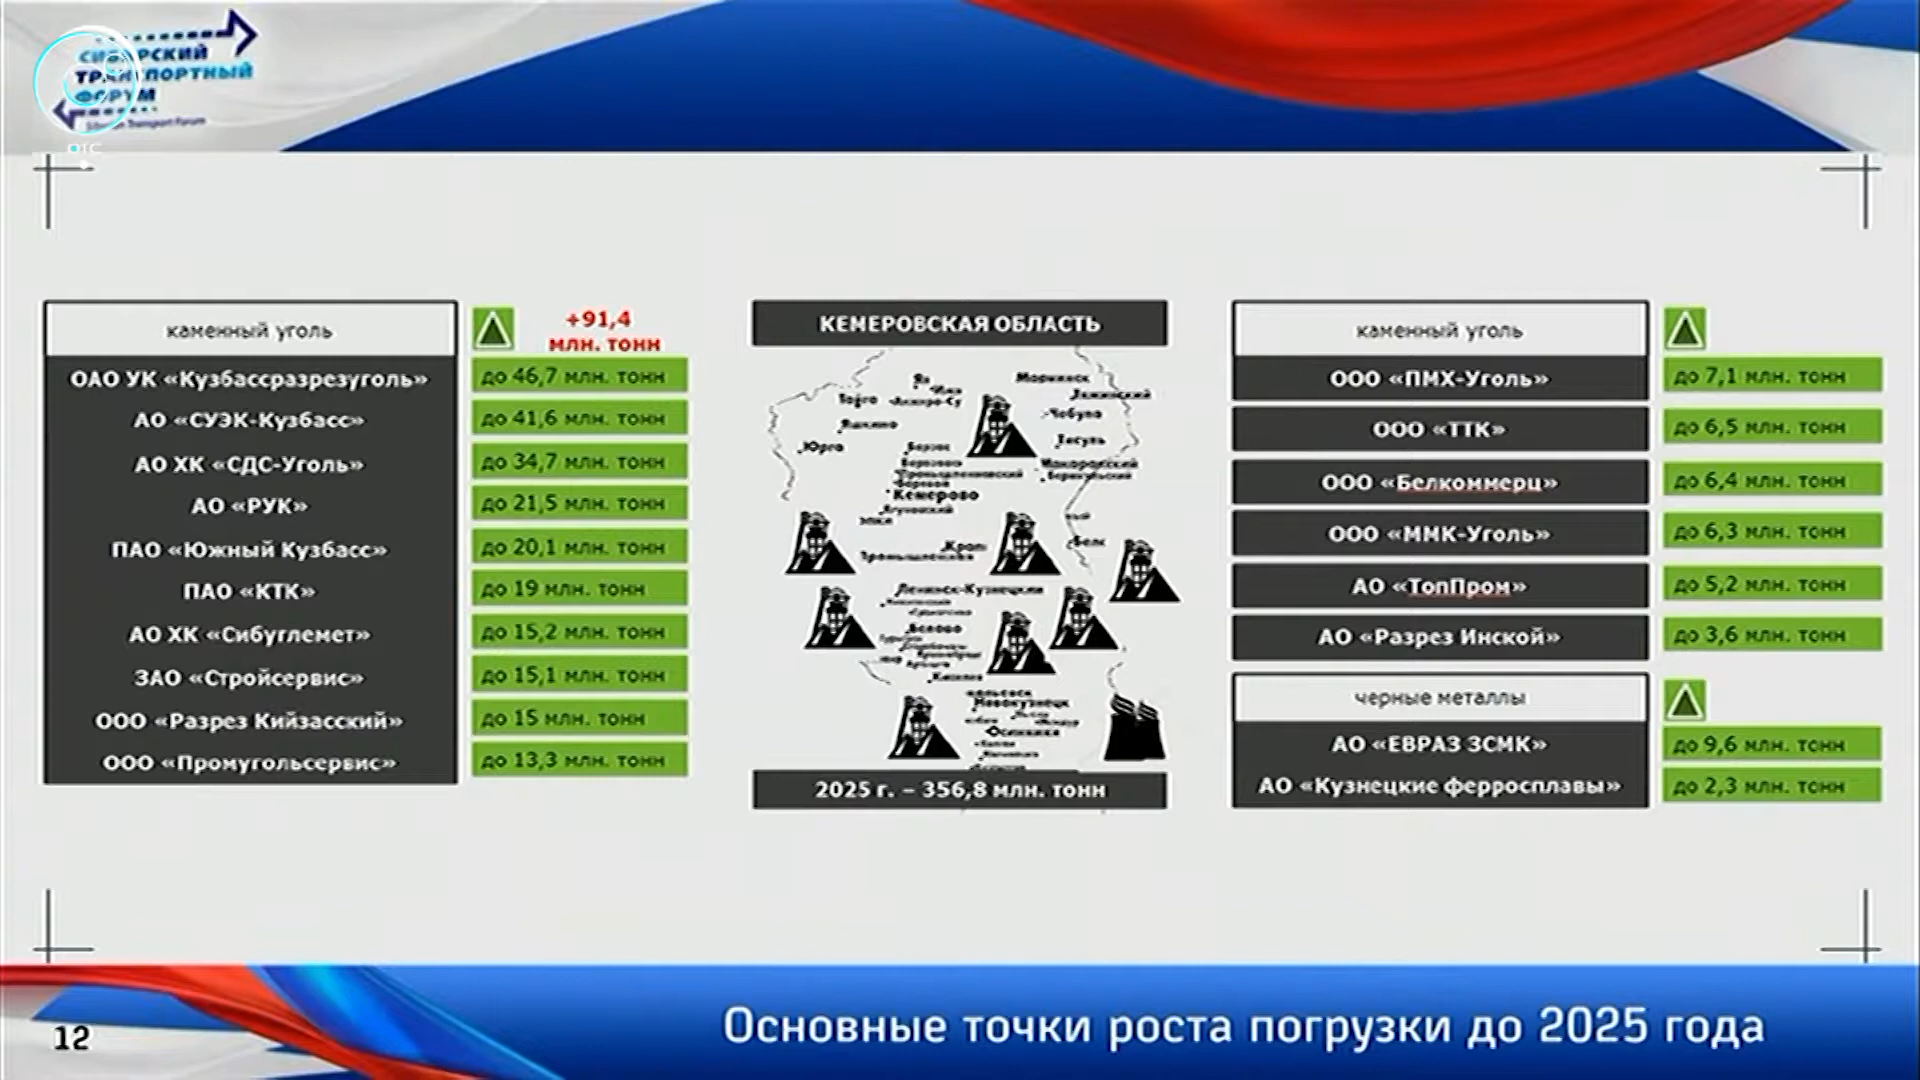 СИБИРСКИЙ
ТРАНСПОРТНЫЙ
ФОРУМ
Siberian Transport Forum
ОТС
каменный уголь
+91,4
млн. тонн
ОАО УК «Кузбассразрезуголь» до 46,7 млн. тонн
АО «СУЭК-Кузбасс» до 41,6 млн. тонн
АО ХК «СДС-Уголь» до 34,7 млн. тонн
АО «РУК» до 21,5 млн. тонн
ПАО «Южный Кузбасс» до 20,1 млн. тонн
ПАО «КТК» до 19 млн. тонн
АО ХК «Сибуглемет» до 15,2 млн. тонн
ЗАО «Стройсервис» до 15,1 млн. тонн
ООО «Разрез Кийзасский» до 15 млн. тонн
ООО «Промугольсервис» до 13,3 млн. тонн
КЕМЕРОВСКАЯ ОБЛАСТЬ
Яшкино
Юрга
Кемерово
Ленинск-Кузнецкий
Белово
Новокузнецк
Осинники
2025 г. – 356,8 млн. тонн
каменный уголь
ООО «ПМХ-Уголь» до 7,1 млн. тонн
ООО «ТТК» до 6,5 млн. тонн
ООО «Белкоммерц» до 6,4 млн. тонн
ООО «ММК-Уголь» до 6,3 млн. тонн
АО «ТопПром» до 5,2 млн. тонн
АО «Разрез Инской» до 3,6 млн. тонн
черные металлы
АО «ЕВРАЗ ЗСМК» до 9,6 млн. тонн
АО «Кузнецкие ферросплавы» до 2,3 млн. тонн
12
Основные точки роста погрузки до 2025 года